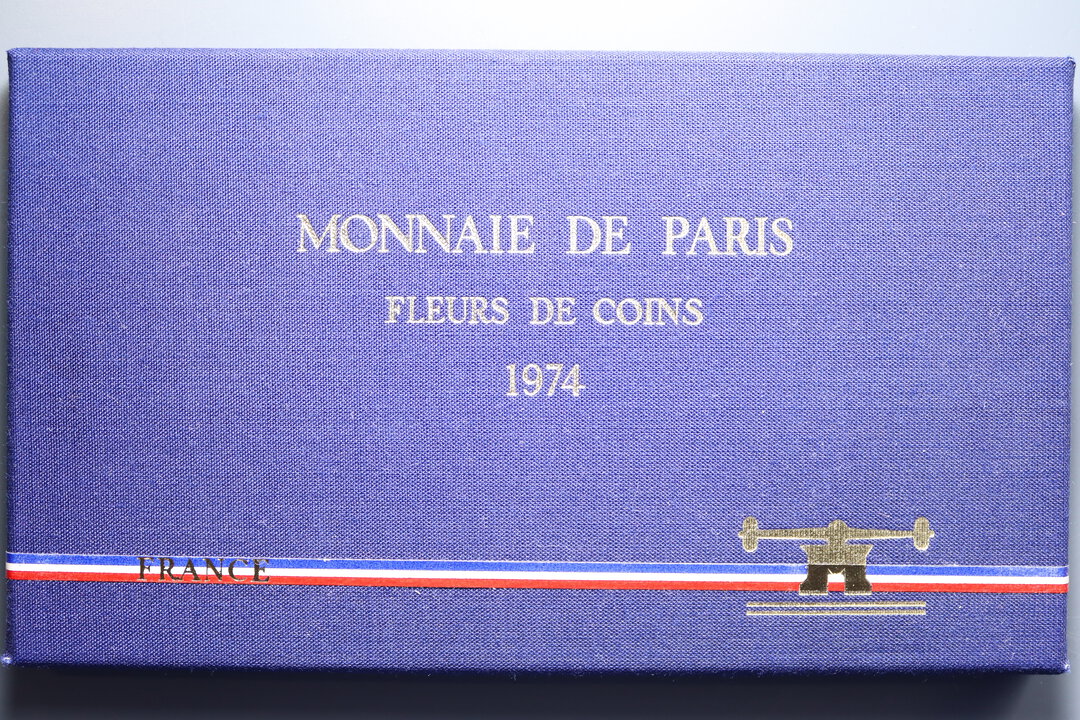 MONNAIE DE PARIS
FLEURS DE COINS
1974
FRANCE